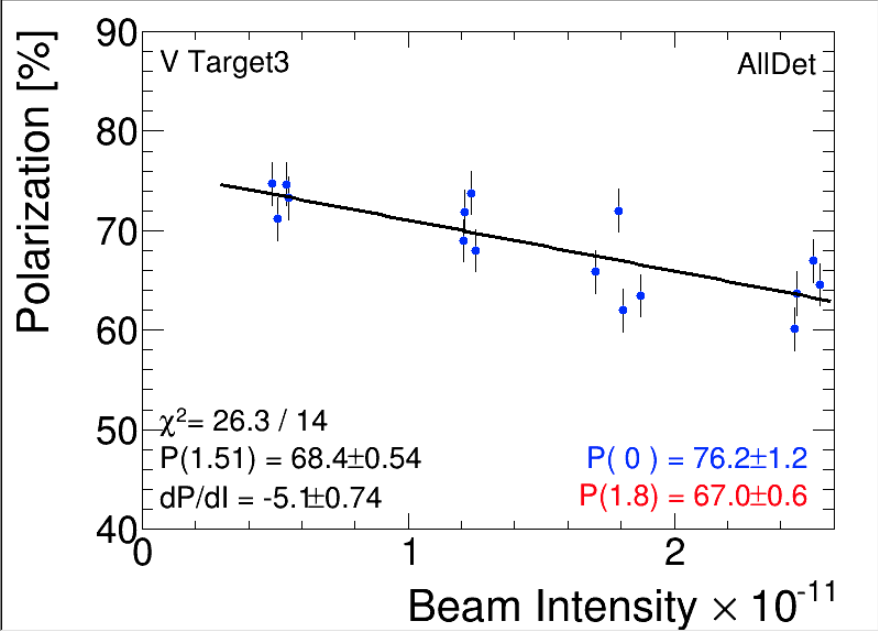 Polarization [%]
90
80
70
60
50
40
V Target3
AllDet
χ²= 26.3 / 14
P(1.51) = 68.4±0.54
dP/dI = -5.1±0.74
P( 0 ) = 76.2±1.2
P(1.8) = 67.0±0.6
0 1 2
Beam Intensity × 10⁻¹¹